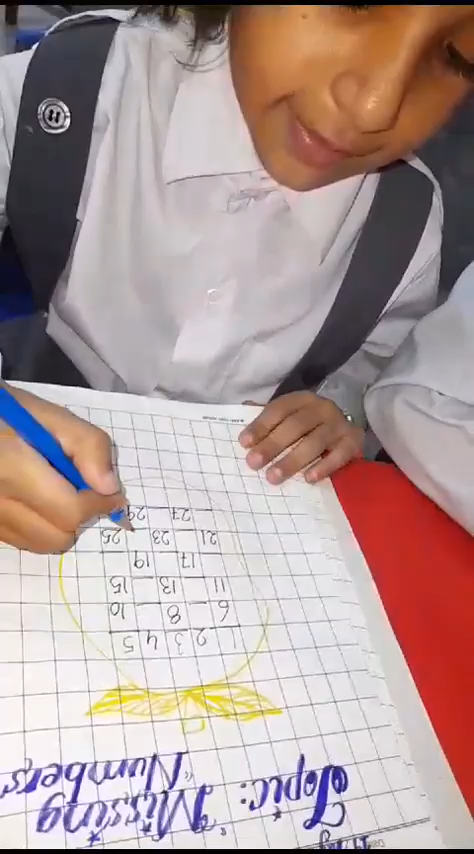 Topic: "Missing
Numbers
1 2 3 4 5
6 _ 8 _ 10
11 _ 13 _ 15
_ 17 _ 19 _
21 _ 23 _ 25
_ 27 _ 29